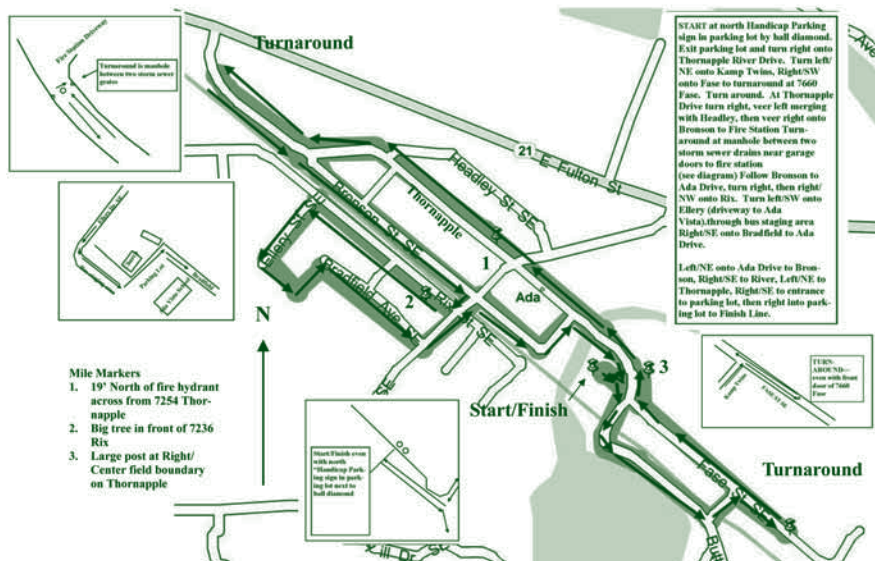 Fire Station Driveway
Turnaround is manhole
between two storm sewer
grates
Turnaround
START at north Handicap Parking
sign in parking lot by ball diamond.
Exit parking lot and turn right onto
Thornapple River Drive. Turn left/
NE onto Kamp Twins, Right/SW
onto Fase to turnaround at 7660
Fase. Turn around. At Thornapple
Drive turn right, veer left merging
with Headley, then veer right onto
Bronson to Fire Station Turn-
around at manhole between two
storm sewer drains near garage
doors to fire station
(see diagram) Follow Bronson to
Ada Drive, turn right, then right/
NW onto Rix. Turn left/SW onto
Ellery (driveway to Ada
Vista).through bus staging area
Right/SE onto Bradfield to Ada
Drive.
Left/NE onto Ada Drive to Bron-
son, Right/SE to River, Left/NE to
Thornapple, Right/SE to entrance
to parking lot, then right into park-
ing lot to Finish Line.
21
E Fulton St
Headley St SE
Thornapple
Bronson St SE
Ellery St SE
Bradfield Ave SE
1
2
Ada
3
Parking Lot
Bradfield
N
Start/Finish
Mile Markers
1. 19' North of fire hydrant
across from 7254 Thor-
napple
2. Big tree in front of 7236
Rix
3. Large post at Right/
Center field boundary
on Thornapple
Start/Finish even
with north
"Handicap Park-
ing sign in park-
ing lot next to
ball diamond
TURN-
AROUND—
even with front
door of 7660
Fase
Kamp Twins
FASE ST SE
Fase St SE
Turnaround